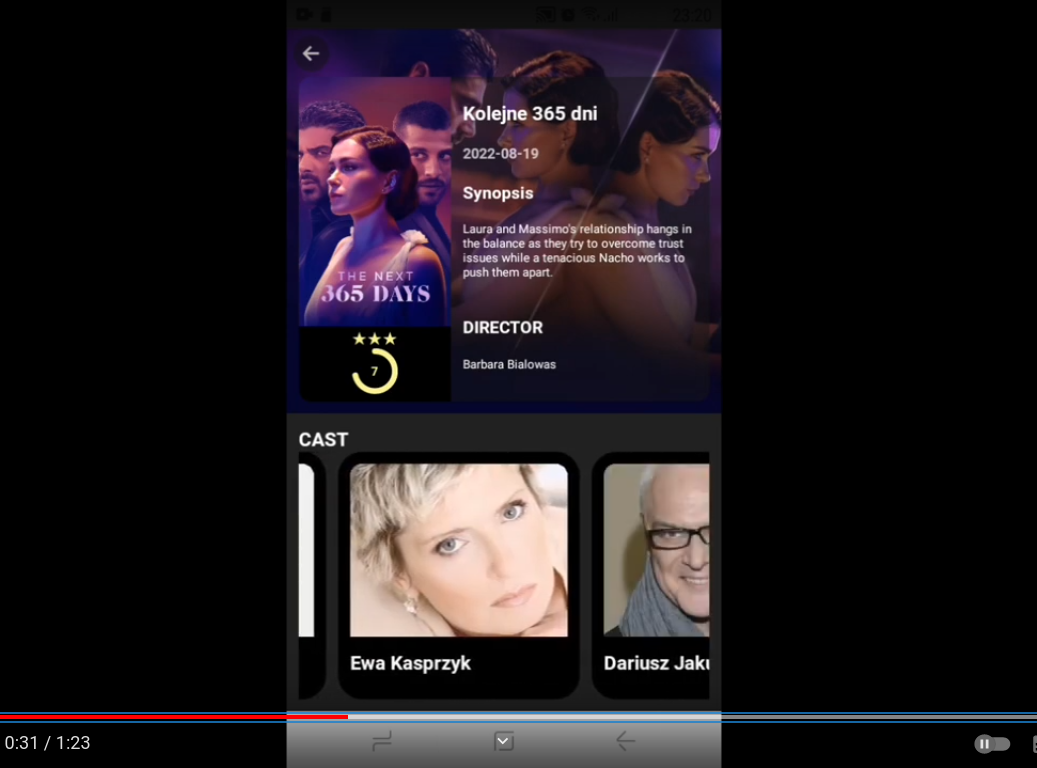 23:20
Kolejne 365 dni
2022-08-19
Synopsis
Laura and Massimo's relationship hangs in
the balance as they try to overcome trust
issues while a tenacious Nacho works to
push them apart.
THE NEXT
365 DAYS
DIRECTOR
7
Barbara Bialowas
CAST
Ewa Kasprzyk
Dariusz Jaku
0:31 / 1:23